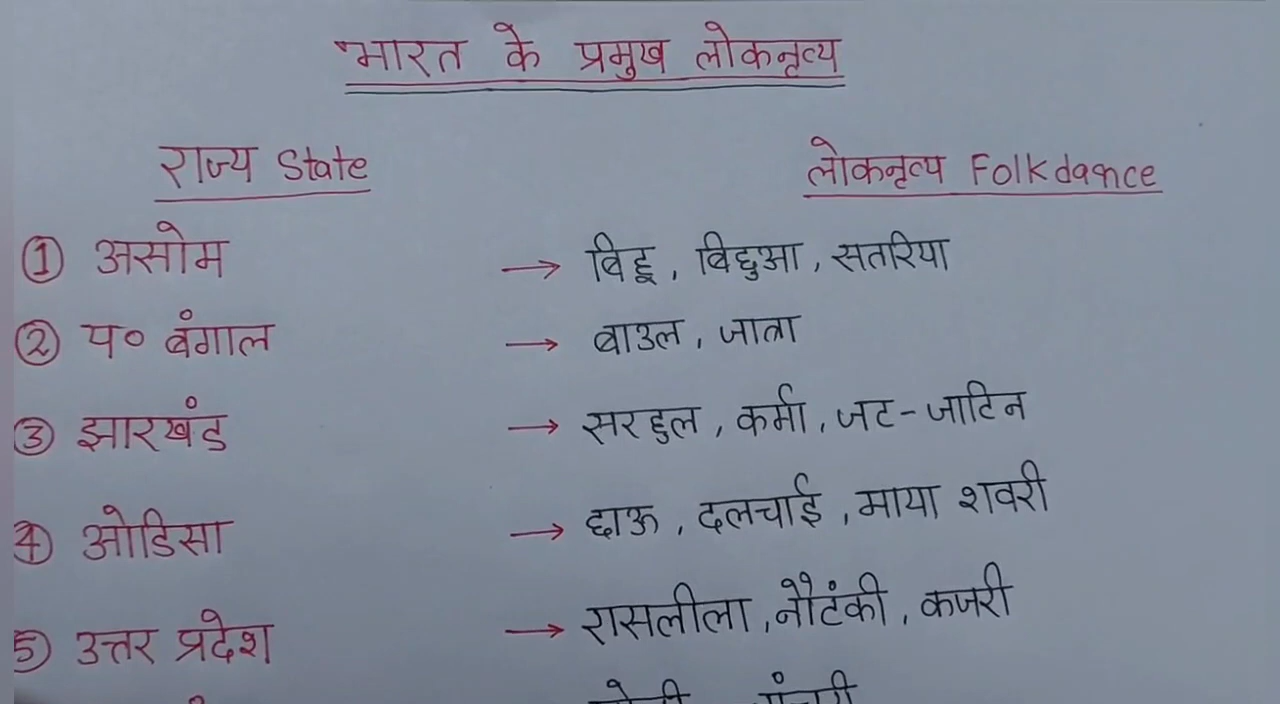 भारत के प्रमुख लोकनृत्य
राज्य State लोकनृत्य Folkdance
① असोम → बिहू, बिछुआ, सतरिया
② प० बंगाल → बाउल, जात्रा
③ झारखंड → सरहुल, कर्मा, जट-जाटिन
④ ओडिसा → छाऊ, दलचाई, माया शवरी
⑤ उत्तर प्रदेश → रासलीला, नौटंकी, कजरी